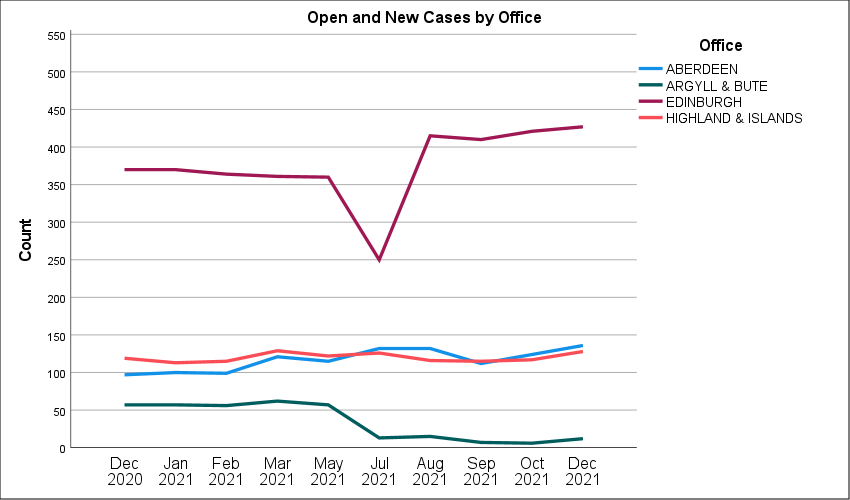 Open and New Cases by Office
Office
ABERDEEN
ARGYLL & BUTE
EDINBURGH
HIGHLAND & ISLANDS
Count
550
500
450
400
350
300
250
200
150
100
50
0
Dec Jan Feb Mar May Jul Aug Sep Oct Dec
2020 2021 2021 2021 2021 2021 2021 2021 2021 2021